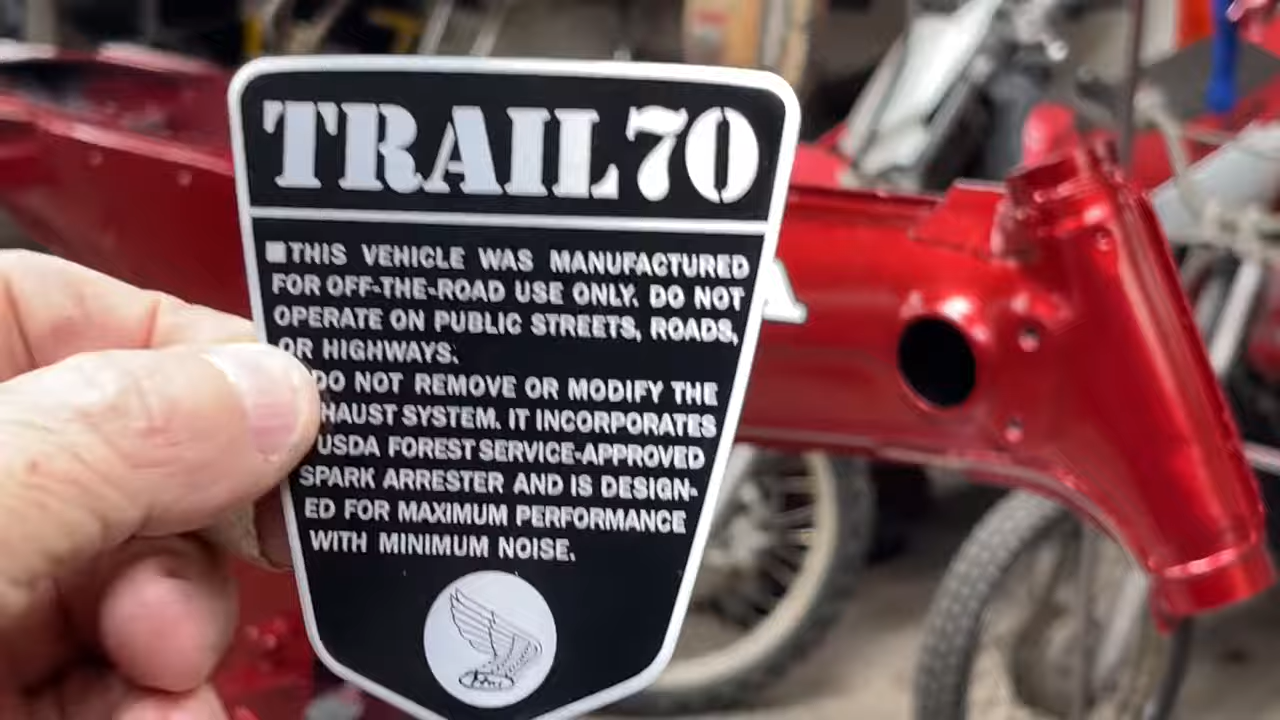 TRAIL 70
THIS VEHICLE WAS MANUFACTURED
FOR OFF-THE-ROAD USE ONLY. DO NOT
OPERATE ON PUBLIC STREETS, ROADS,
OR HIGHWAYS.
DO NOT REMOVE OR MODIFY THE
HAUST SYSTEM. IT INCORPORATES
USDA FOREST SERVICE-APPROVED
SPARK ARRESTER AND IS DESIGN-
ED FOR MAXIMUM PERFORMANCE
WITH MINIMUM NOISE.
A